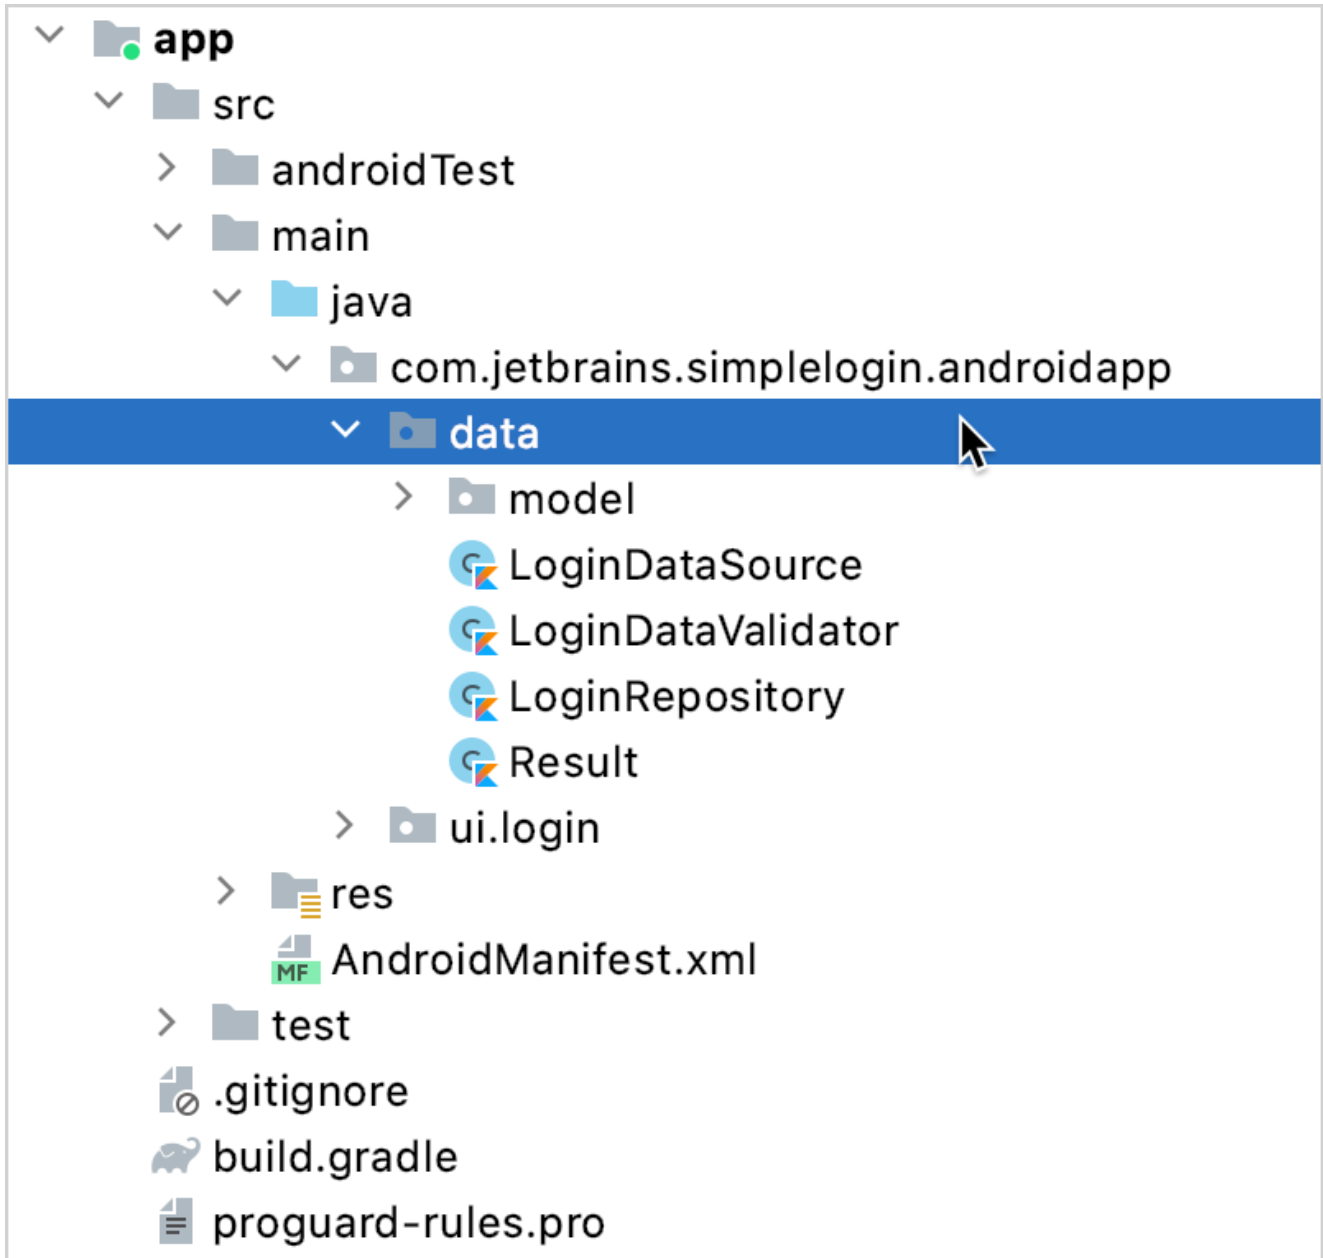 app
src
androidTest
main
java
com.jetbrains.simplelogin.androidapp
data
model
C LoginDataSource
C LoginDataValidator
C LoginRepository
C Result
ui.login
res
MF AndroidManifest.xml
test
.gitignore
build.gradle
proguard-rules.pro